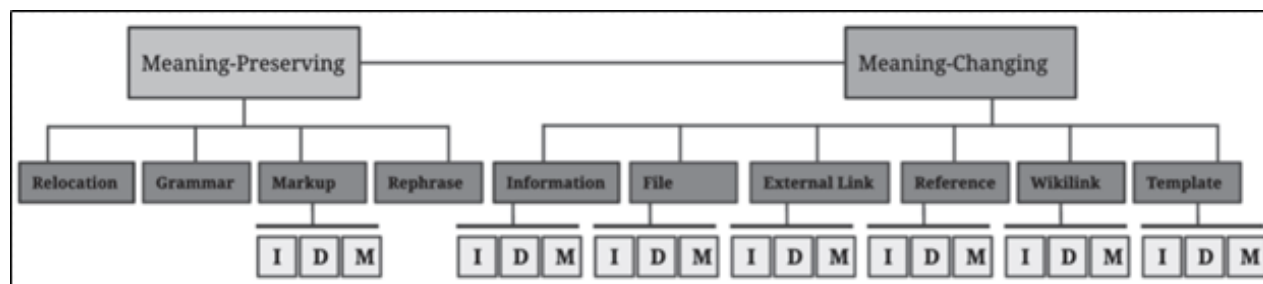 Meaning-Preserving Meaning-Changing
Relocation Grammar Markup Rephrase Information File External Link Reference Wikilink Template
I D M I D M I D M I D M I D M I D M I D M